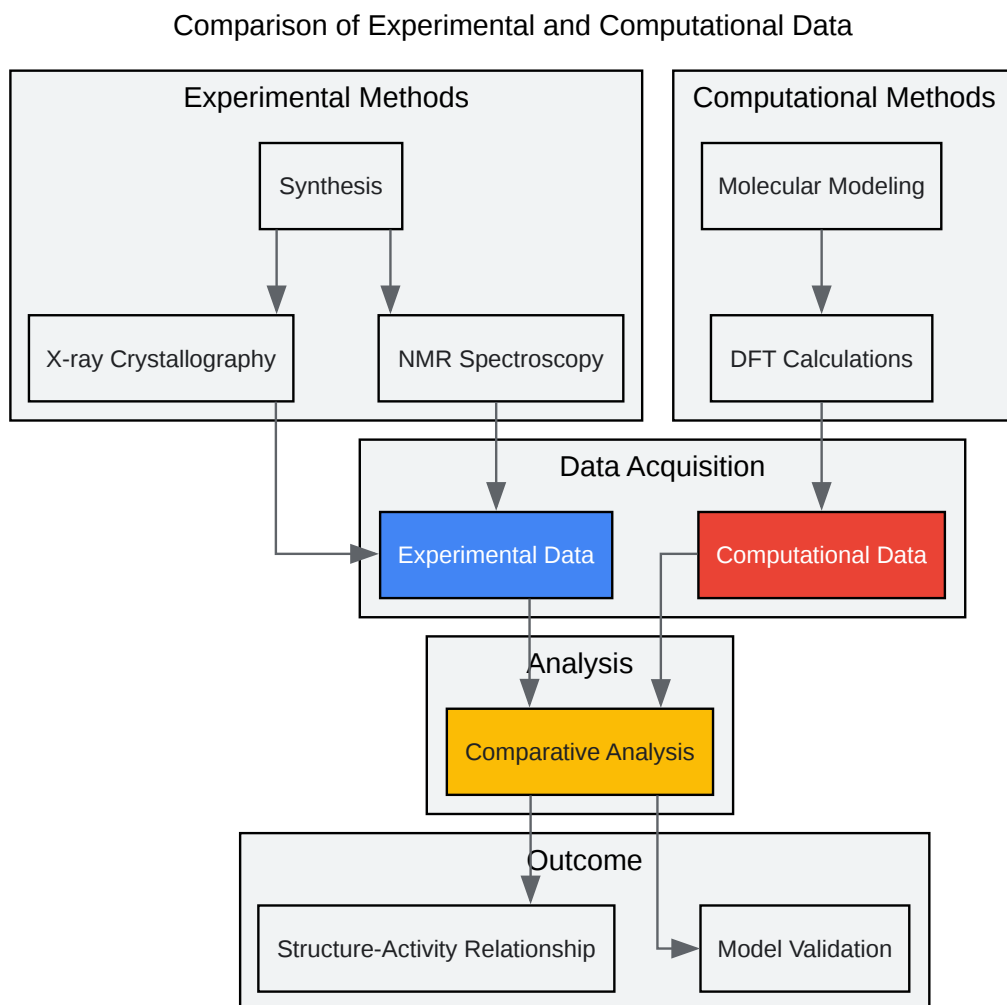 Comparison of Experimental and Computational Data
Experimental Methods
Computational Methods
Synthesis
Molecular Modeling
X-ray Crystallography
NMR Spectroscopy
DFT Calculations
Data Acquisition
Experimental Data
Computational Data
Analysis
Comparative Analysis
Outcome
Structure-Activity Relationship
Model Validation